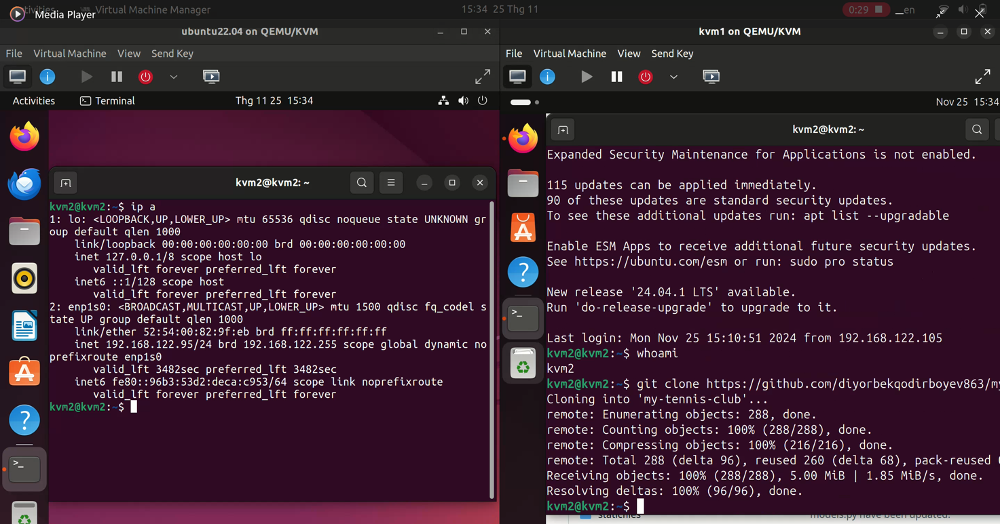 Activities
Virtual Machine Manager
Media Player
15:34 25 Thg 11
0:29
en
ubuntu22.04 on QEMU/KVM
File Virtual Machine View Send Key
Activities
Terminal
Thg 11 25 15:34
kvm2@kvm2: ~
kvm2@kvm2:~$ ip a
1: lo: <LOOPBACK,UP,LOWER_UP> mtu 65536 qdisc noqueue state UNKNOWN gr
oup default qlen 1000
link/loopback 00:00:00:00:00:00 brd 00:00:00:00:00:00
inet 127.0.0.1/8 scope host lo
valid_lft forever preferred_lft forever
inet6 ::1/128 scope host
valid_lft forever preferred_lft forever
2: enp1s0: <BROADCAST,MULTICAST,UP,LOWER_UP> mtu 1500 qdisc fq_codel s
tate UP group default qlen 1000
link/ether 52:54:00:82:9f:eb brd ff:ff:ff:ff:ff:ff
inet 192.168.122.95/24 brd 192.168.122.255 scope global dynamic no
prefixroute enp1s0
valid_lft 3482sec preferred_lft 3482sec
inet6 fe80::96b3:53d2:deca:c953/64 scope link noprefixroute
valid_lft forever preferred_lft forever
kvm2@kvm2:~$
kvm1 on QEMU/KVM
File Virtual Machine View Send Key
Nov 25 15:34
kvm2@kvm2: ~
Expanded Security Maintenance for Applications is not enabled.
115 updates can be applied immediately.
90 of these updates are standard security updates.
To see these additional updates run: apt list --upgradable
Enable ESM Apps to receive additional future security updates.
See https://ubuntu.com/esm or run: sudo pro status
New release '24.04.1 LTS' available.
Run 'do-release-upgrade' to upgrade to it.
Last login: Mon Nov 25 15:10:51 2024 from 192.168.122.105
kvm2@kvm2:~$ whoami
kvm2
kvm2@kvm2:~$ git clone https://github.com/diyorbekqodirboyev863/my
Cloning into 'my-tennis-club'...
remote: Enumerating objects: 288, done.
remote: Counting objects: 100% (288/288), done.
remote: Compressing objects: 100% (216/216), done.
remote: Total 288 (delta 96), reused 260 (delta 68), pack-reused
Receiving objects: 100% (288/288), 5.00 MiB | 1.85 MiB/s, done.
Resolving deltas: 100% (96/96), done.
kvm2@kvm2:~$
staticfiles
models.py have been updated.